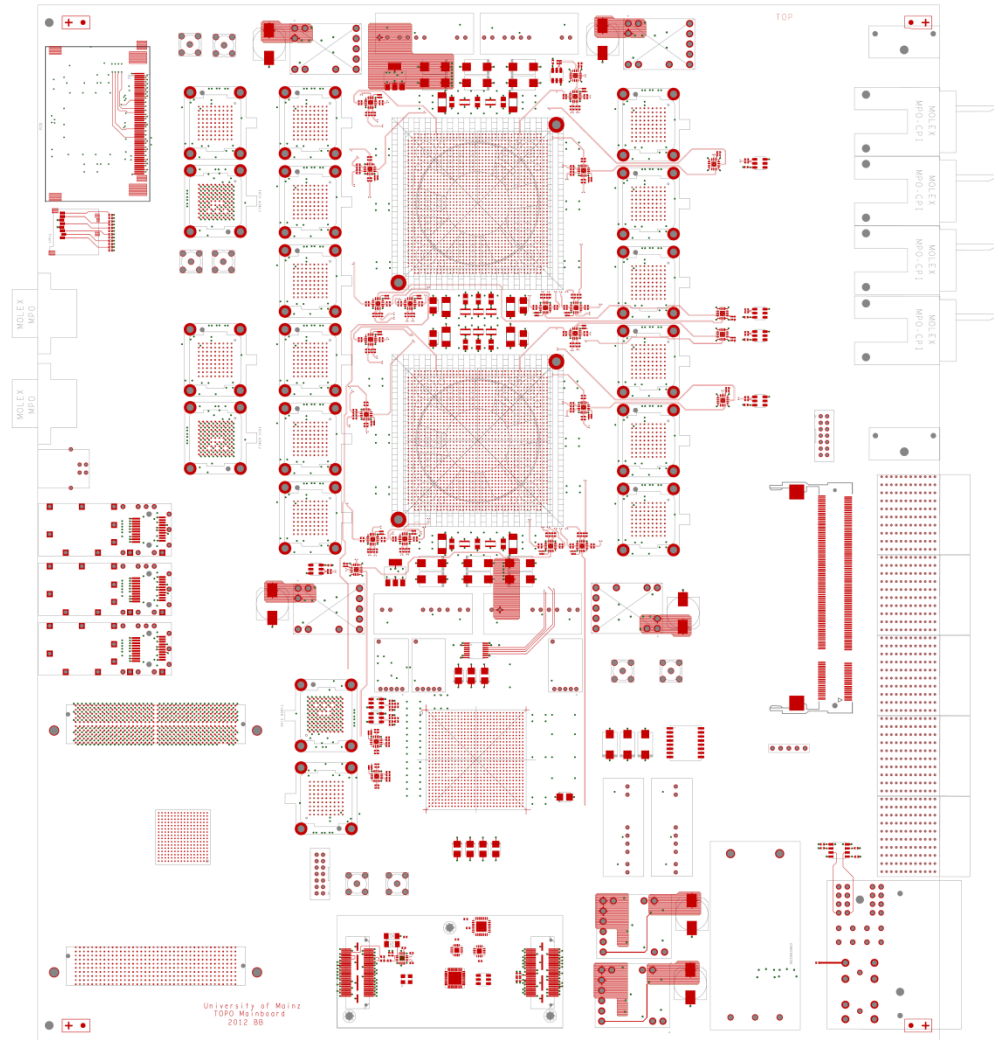 TOP
MOLEX
MPO-CPI
MOLEX
MPO-CPI
MOLEX
MPO-CPI
MOLEX
MPO-CPI
MOLEX
MPO
MOLEX
MPO
University of Mainz
TOPO Mainboard
2012 BB